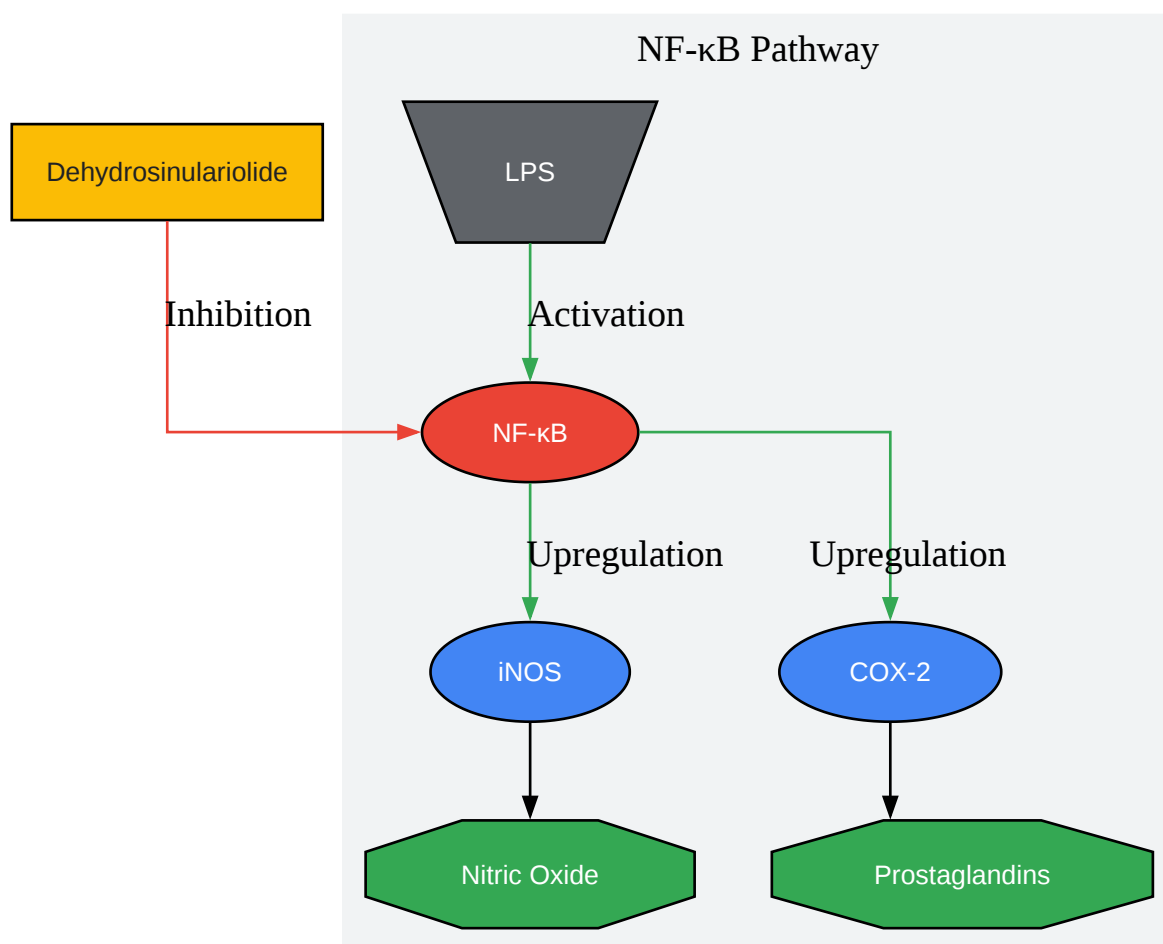 NF-κB Pathway
Dehydrosinulariolide
LPS
Inhibition
Activation
NF-κB
Upregulation
Upregulation
iNOS
COX-2
Nitric Oxide
Prostaglandins